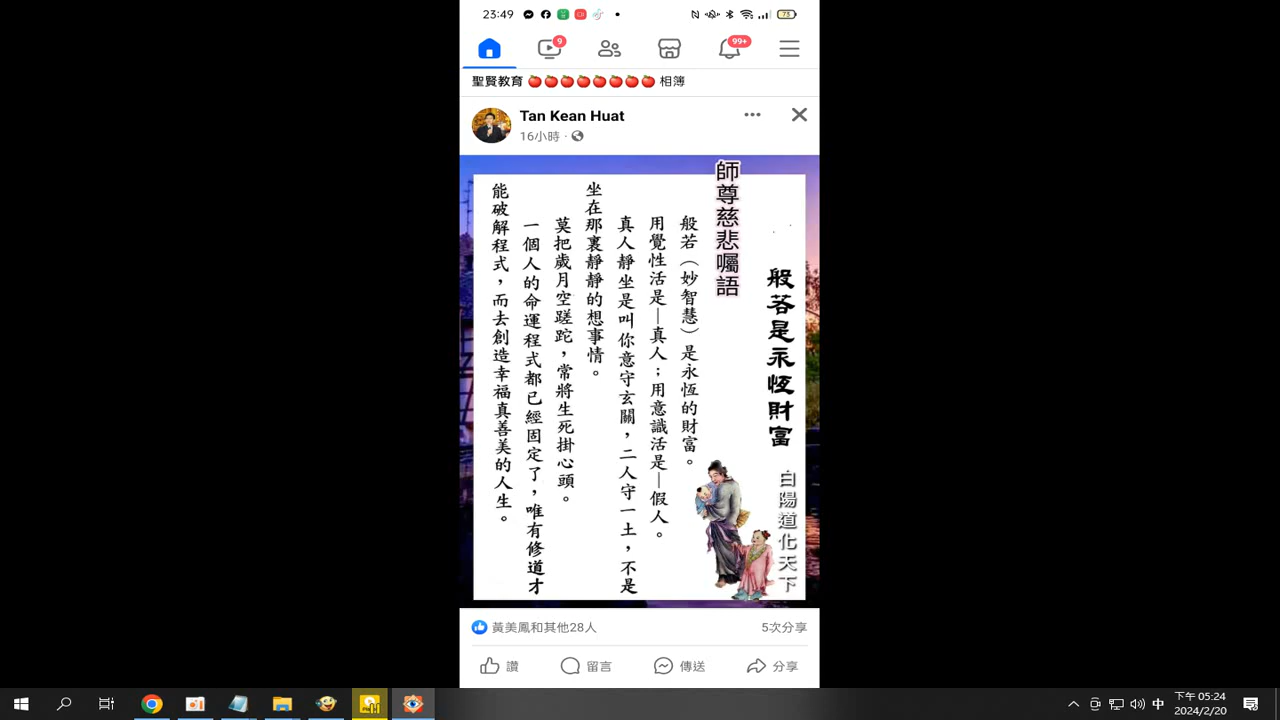 23:49
73
9
99+
聖賢教育 🍅🍅🍅🍅🍅🍅🍅🍅 相簿
Tan Kean Huat
16小時 ·
般若是永恆財富
白陽道化天下
師尊慈悲囑語
般若（妙智慧）是永恆的財富。
用覺性活是—真人；用意識活是—假人。
真人靜坐是叫你意守玄關，二人守一土，不是
坐在那裏靜靜的想事情。
莫把歲月空蹉跎，常將生死掛心頭。
一個人的命運程式都已經固定了，唯有修道才
能破解程式，而去創造幸福真善美的人生。
黃美鳳和其他28人
5次分享
讚
留言
傳送
分享
中
下午 05:24
2024/2/20